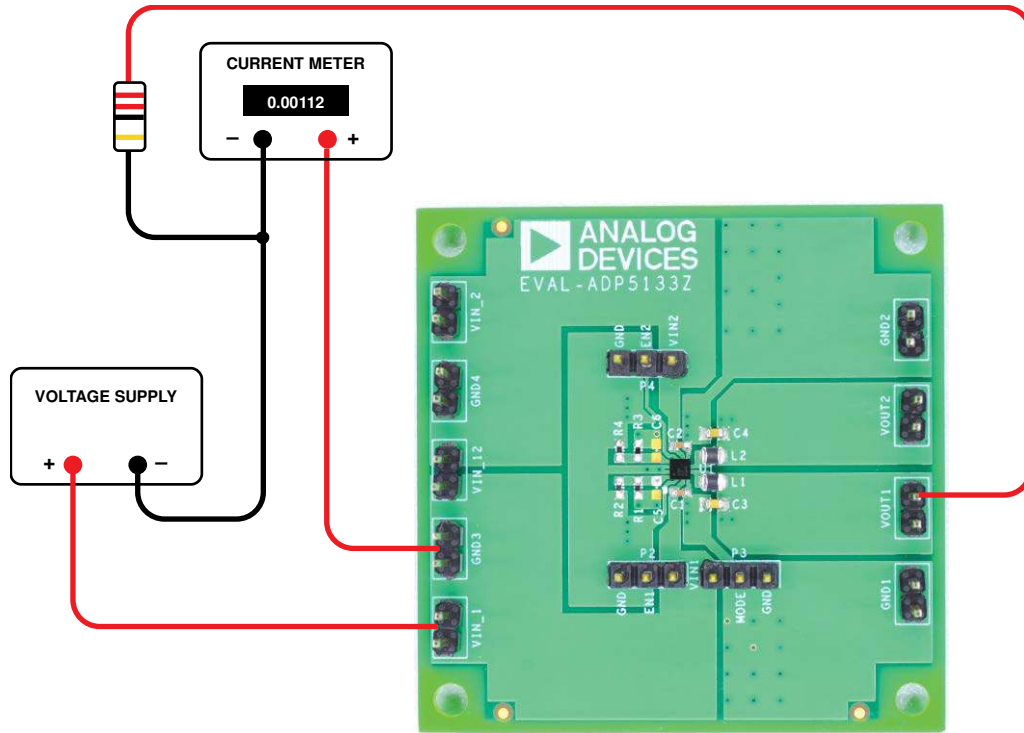 CURRENT METER
0.00112
− +
VOLTAGE SUPPLY
+ −
ANALOG
DEVICES
EVAL-ADP5133Z
VIN_2
GND4
VIN_12
GND3
VIN_1
GND
EN2
VIN2
P4
R4
R3
C6
C2
C4
L2
U1
L1
R2
R1
C5
C1
C3
P2
GND
EN1
VIN1
P3
MODE
GND
GND2
VOUT2
VOUT1
GND1